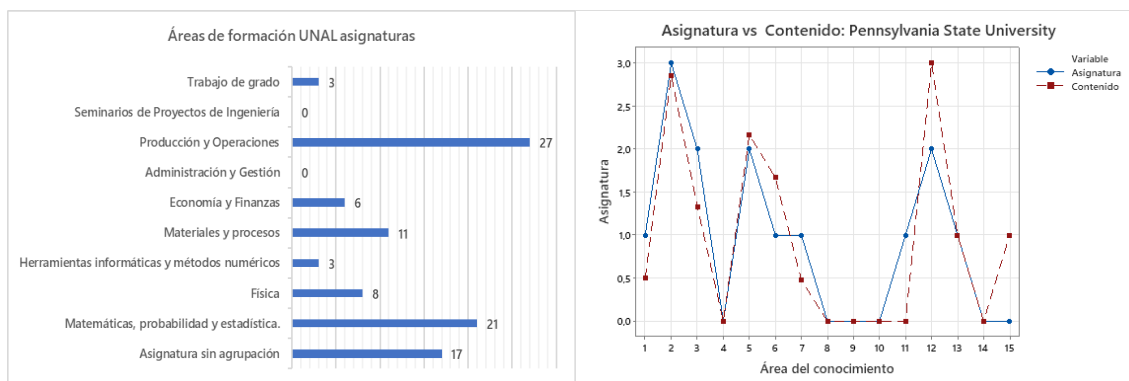 Áreas de formación UNAL asignaturas
Trabajo de grado 3
Seminarios de Proyectos de Ingeniería 0
Producción y Operaciones 27
Administración y Gestión 0
Economía y Finanzas 6
Materiales y procesos 11
Herramientas informáticas y métodos numéricos 3
Física 8
Matemáticas, probabilidad y estadística. 21
Asignatura sin agrupación 17
Asignatura vs Contenido: Pennsylvania State University
Variable
Asignatura
Contenido
Asignatura
3,0
2,5
2,0
1,5
1,0
0,5
0,0
1 2 3 4 5 6 7 8 9 10 11 12 13 14 15
Área del conocimiento